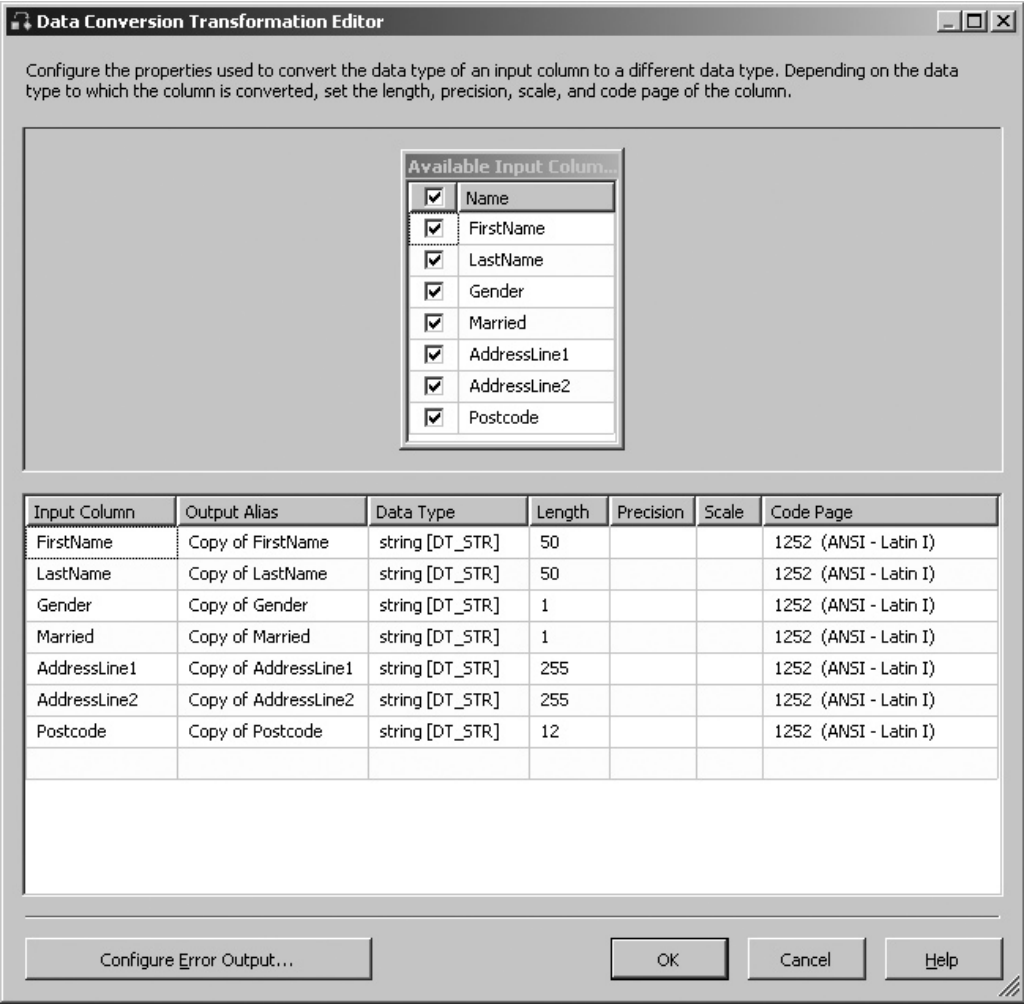 Data Conversion Transformation Editor
Configure the properties used to convert the data type of an input column to a different data type. Depending on the data
type to which the column is converted, set the length, precision, scale, and code page of the column.
Available Input Colum...
Name
FirstName
LastName
Gender
Married
AddressLine1
AddressLine2
Postcode
Input Column Output Alias Data Type Length Precision Scale Code Page
FirstName Copy of FirstName string [DT_STR] 50 1252 (ANSI - Latin I)
LastName Copy of LastName string [DT_STR] 50 1252 (ANSI - Latin I)
Gender Copy of Gender string [DT_STR] 1 1252 (ANSI - Latin I)
Married Copy of Married string [DT_STR] 1 1252 (ANSI - Latin I)
AddressLine1 Copy of AddressLine1 string [DT_STR] 255 1252 (ANSI - Latin I)
AddressLine2 Copy of AddressLine2 string [DT_STR] 255 1252 (ANSI - Latin I)
Postcode Copy of Postcode string [DT_STR] 12 1252 (ANSI - Latin I)
Configure Error Output... OK Cancel Help